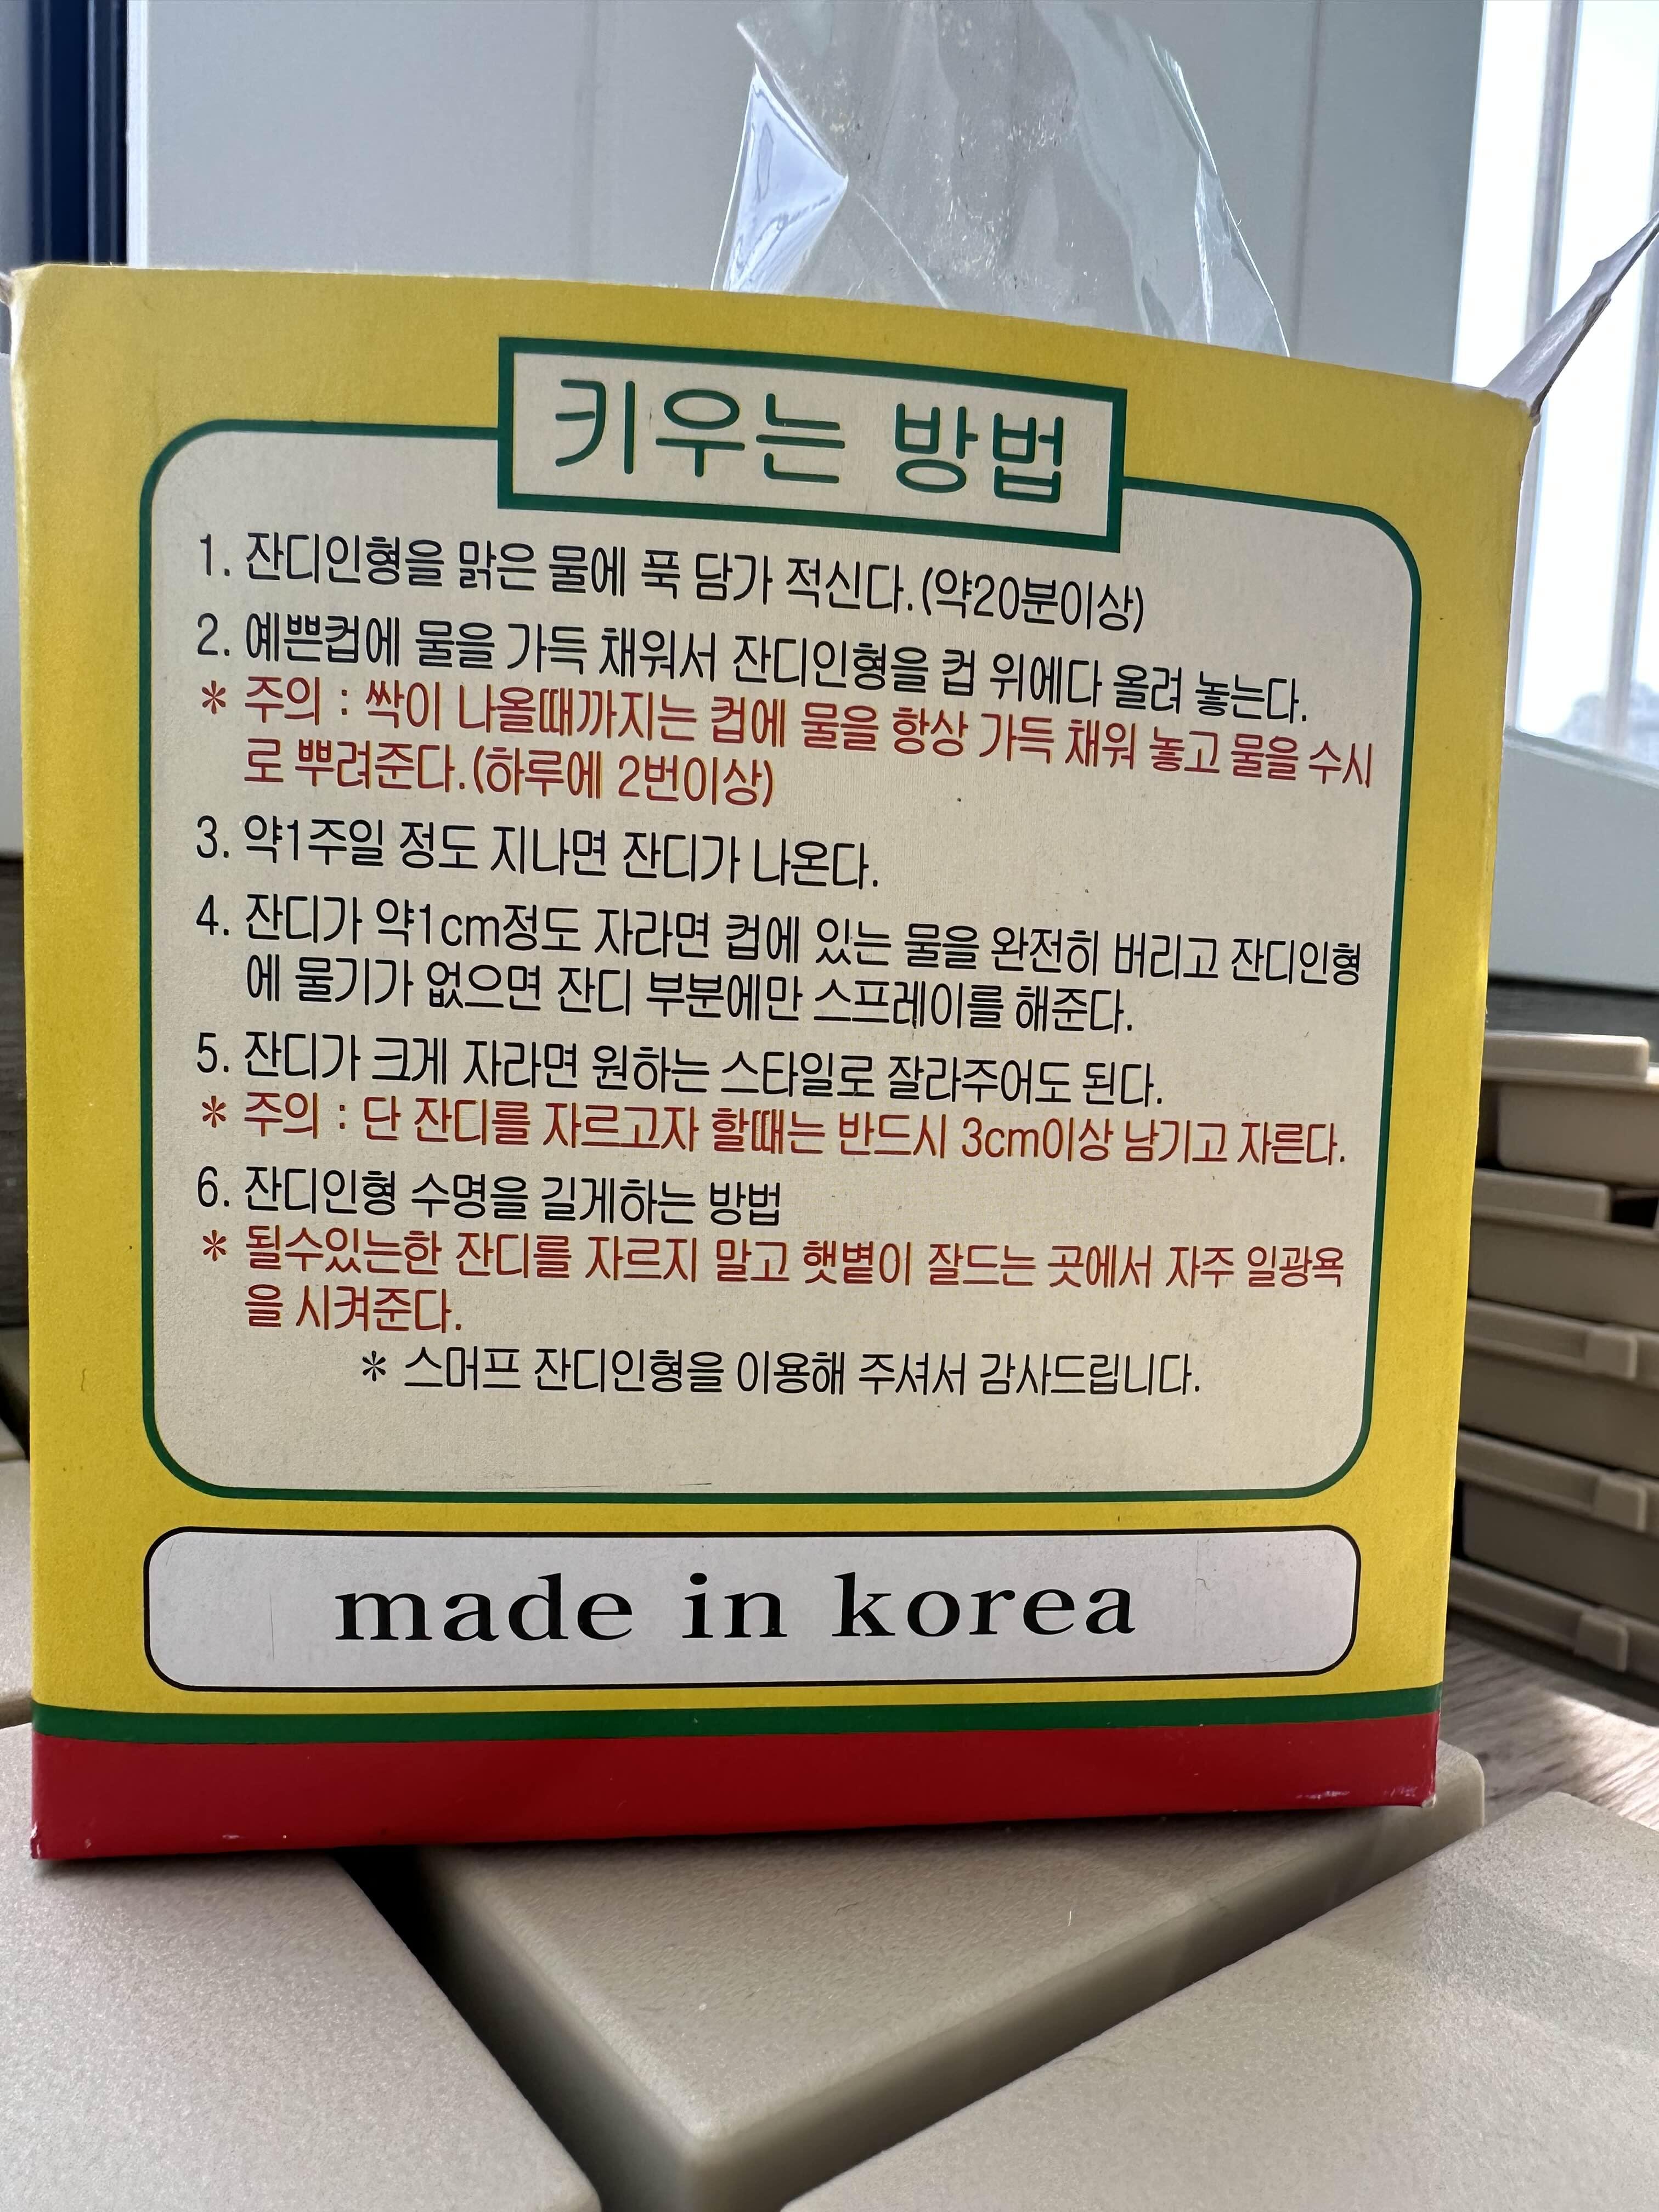 키우는 방법
1. 잔디인형을 맑은 물에 푹 담가 적신다.(약20분이상)
2. 예쁜컵에 물을 가득 채워서 잔디인형을 컵 위에다 올려 놓는다.
* 주의 : 싹이 나올때까지는 컵에 물을 항상 가득 채워 놓고 물을 수시
로 뿌려준다.(하루에 2번이상)
3. 약1주일 정도 지나면 잔디가 나온다.
4. 잔디가 약1cm정도 자라면 컵에 있는 물을 완전히 버리고 잔디인형
에 물기가 없으면 잔디 부분에만 스프레이를 해준다.
5. 잔디가 크게 자라면 원하는 스타일로 잘라주어도 된다.
* 주의 : 단 잔디를 자르고자 할때는 반드시 3cm이상 남기고 자른다.
6. 잔디인형 수명을 길게하는 방법
* 될수있는한 잔디를 자르지 말고 햇볕이 잘드는 곳에서 자주 일광욕
을 시켜준다.
* 스머프 잔디인형을 이용해 주셔서 감사드립니다.
made in korea